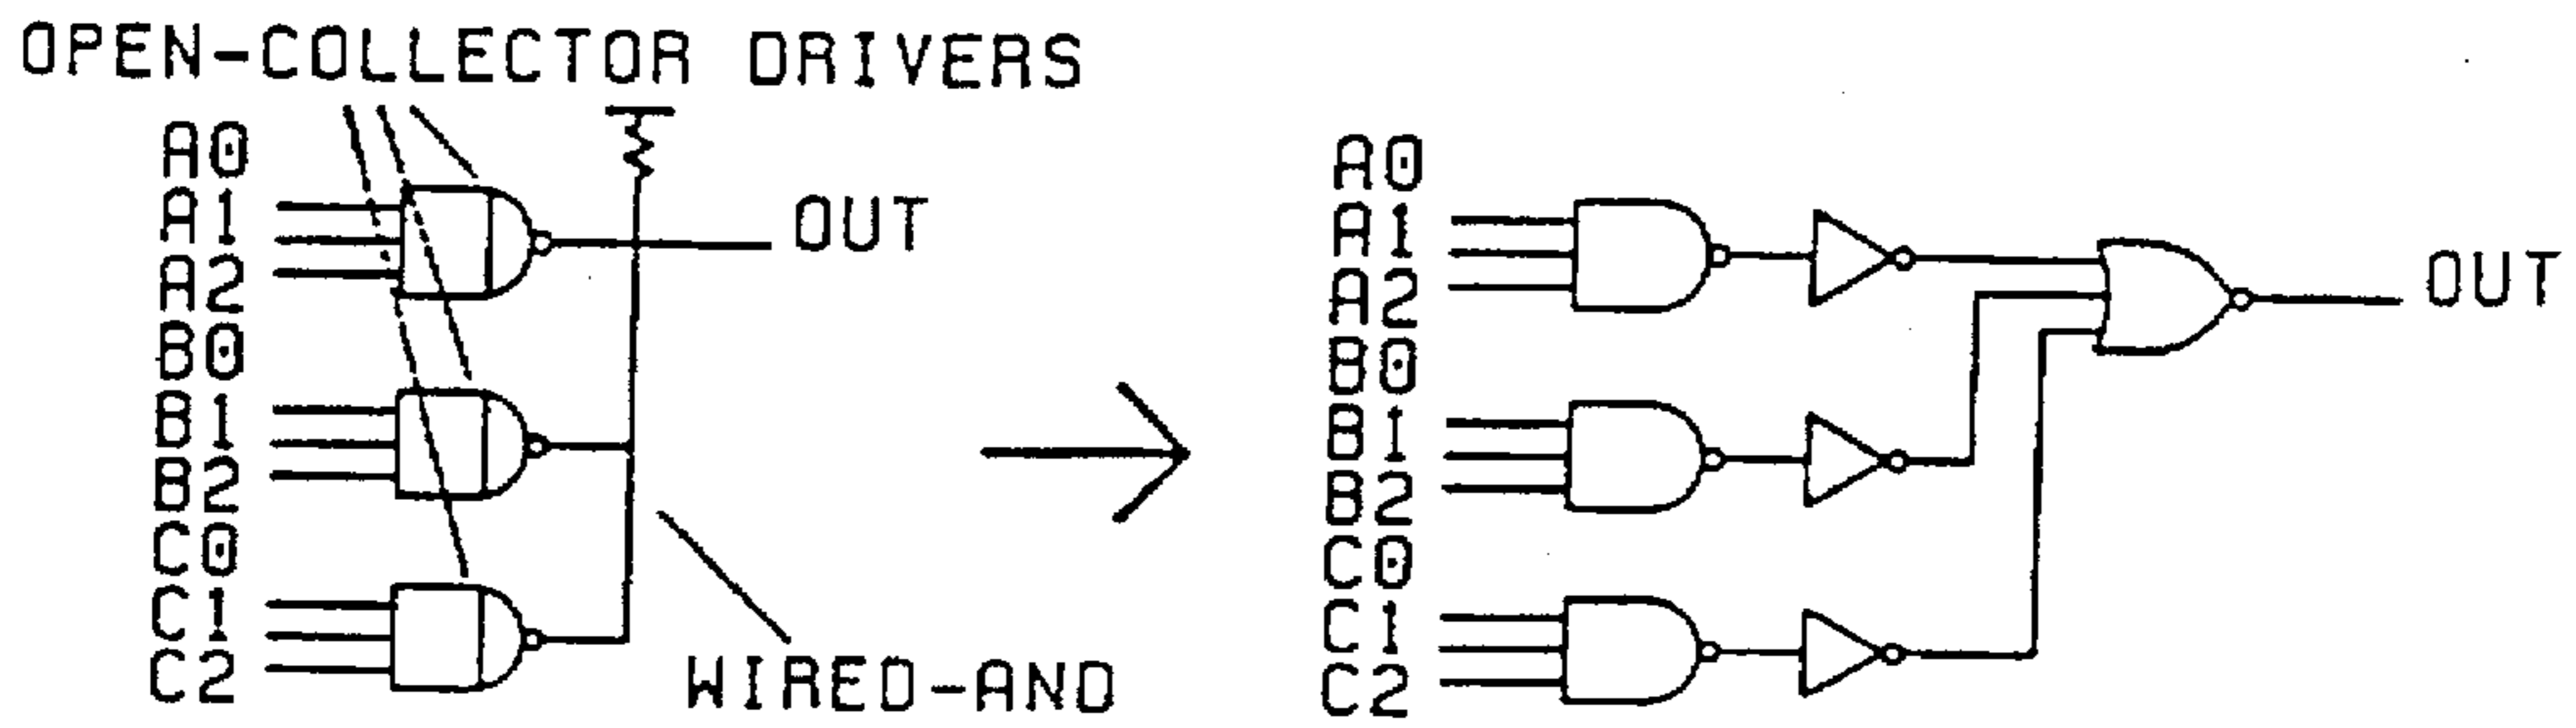 OPEN-COLLECTOR DRIVERS
A0
A1
A2
B0
B1
B2
C0
C1
C2
OUT
WIRED-AND
A0
A1
A2
B0
B1
B2
C0
C1
C2
OUT